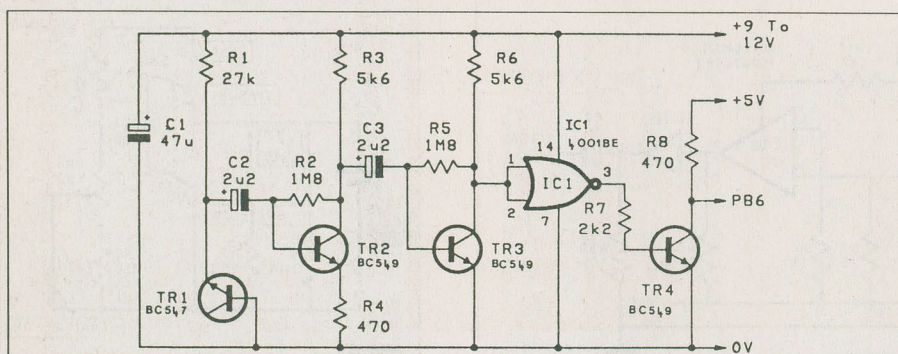 +9 To
12V
R1
27k
R3
5k6
R6
5k6
+5V
C1
47u
+
C2
2u2
+
R2
1M8
C3
2u2
+
R5
1M8
IC1
4001BE
14
1
2
3
7
IC1
R7
2k2
R8
470
PB6
TR1
BC547
TR2
BC549
R4
470
TR3
BC549
TR4
BC549
0V